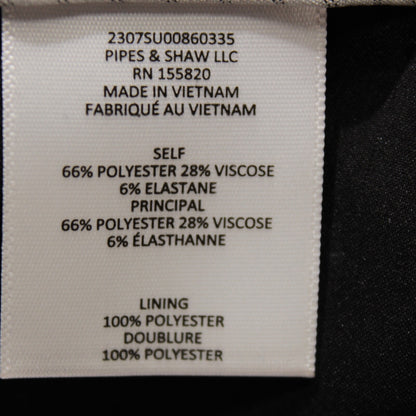 2307SU00860335
PIPES & SHAW LLC
RN 155820
MADE IN VIETNAM
FABRIQUÉ AU VIETNAM
SELF
66% POLYESTER 28% VISCOSE
6% ELASTANE
PRINCIPAL
66% POLYESTER 28% VISCOSE
6% ÉLASTHANNE
LINING
100% POLYESTER
DOUBLURE
100% POLYESTER